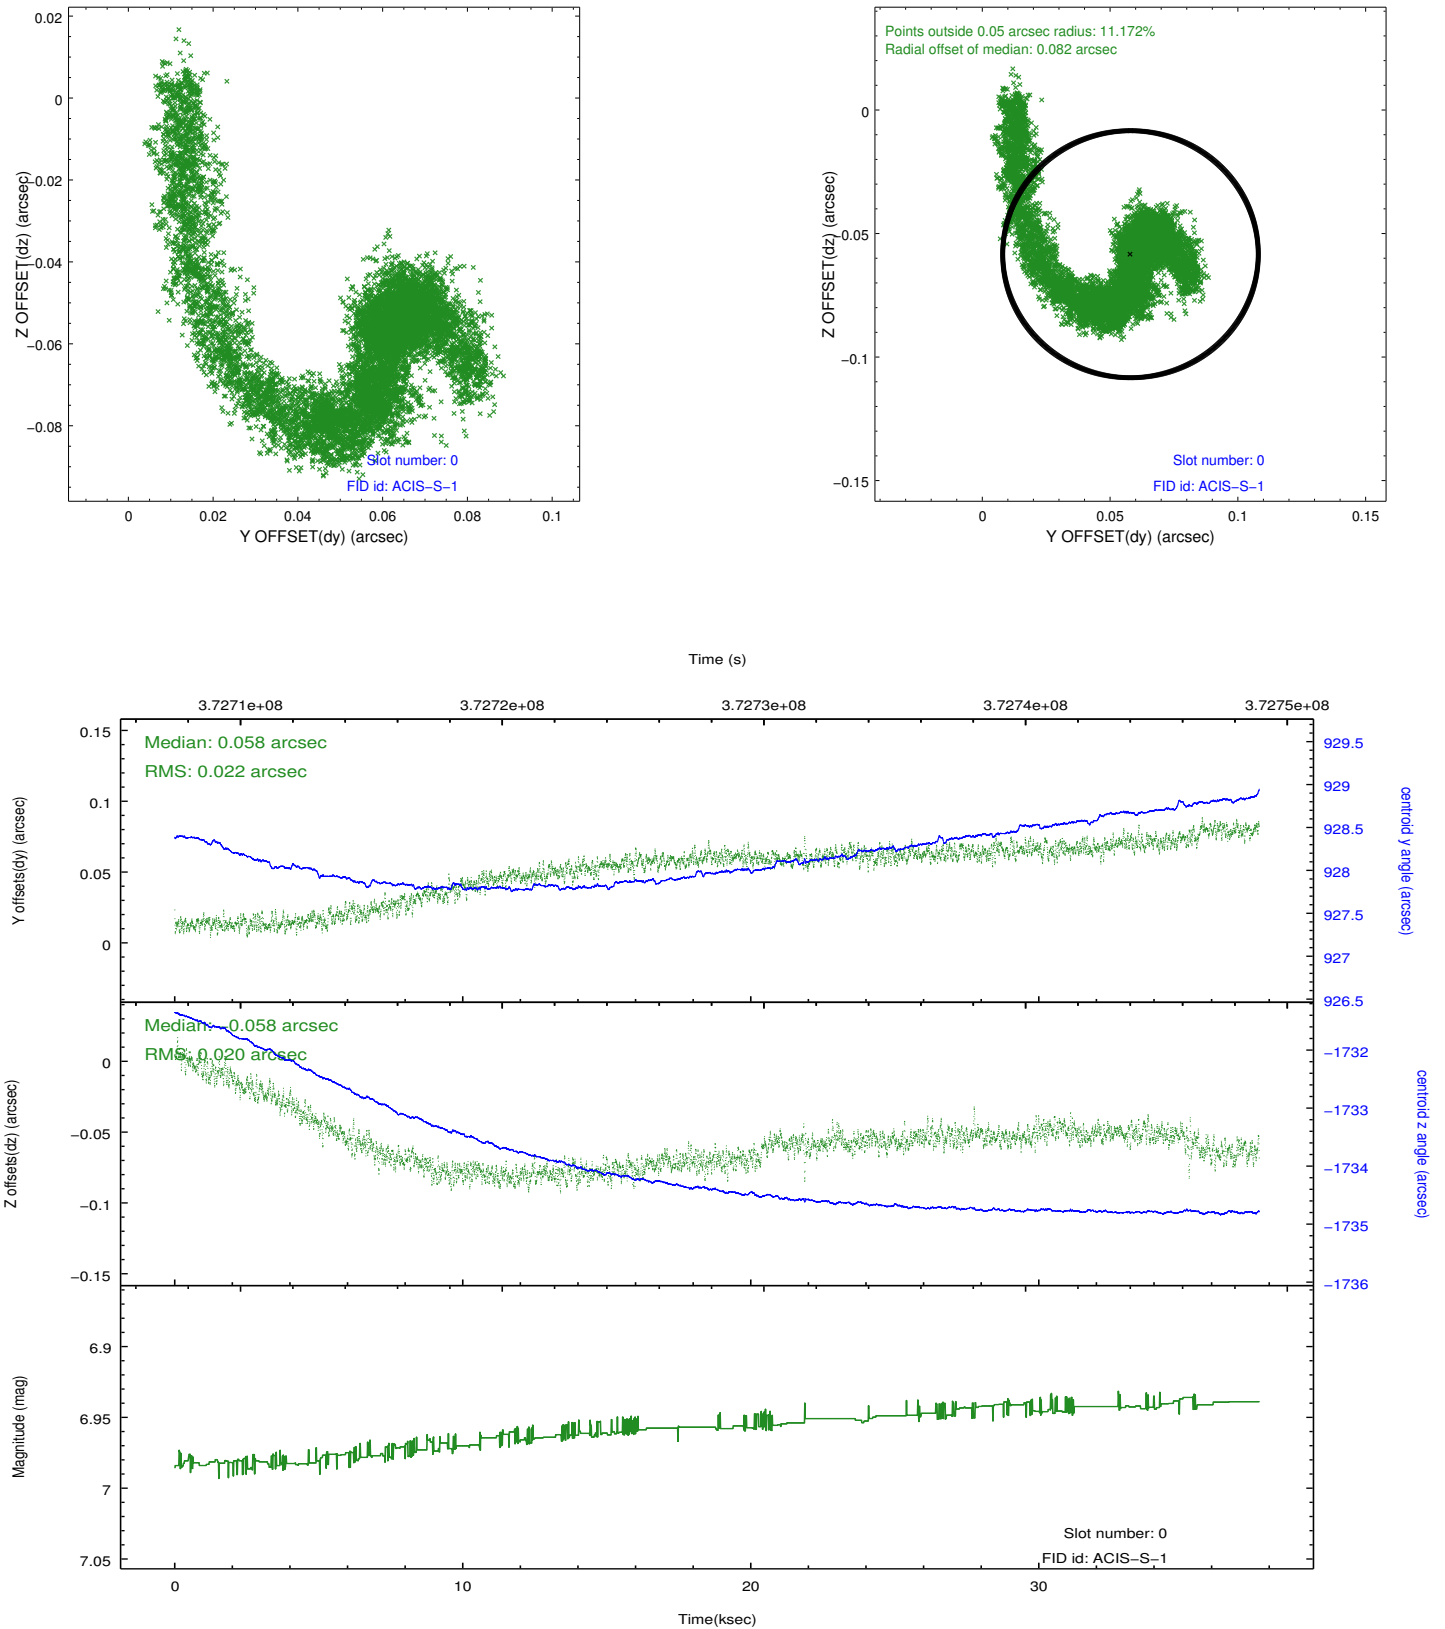 0.02
0
−0.02
−0.04
−0.06
−0.08
Z OFFSET(dz) (arcsec)
Slot number: 0
FID id: ACIS−S−1
0 0.02 0.04 0.06 0.08 0.1
Y OFFSET(dy) (arcsec)
Points outside 0.05 arcsec radius: 11.172%
Radial offset of median: 0.082 arcsec
0
−0.05
−0.1
−0.15
Z OFFSET(dz) (arcsec)
Slot number: 0
FID id: ACIS−S−1
0 0.05 0.1 0.15
Y OFFSET(dy) (arcsec)
Time (s)
3.7271e+08 3.7272e+08 3.7273e+08 3.7274e+08 3.7275e+08
Median: 0.058 arcsec
RMS: 0.022 arcsec
0.15
0.1
0.05
0
Y offsets(dy) (arcsec)
929.5
929
928.5
928
927.5
927
926.5
centroid y angle (arcsec)
Median: −0.058 arcsec
RMS: 0.020 arcsec
0
−0.05
−0.1
−0.15
Z offsets(dz) (arcsec)
−1732
−1733
−1734
−1735
−1736
centroid z angle (arcsec)
6.9
6.95
7
7.05
Magnitude (mag)
Slot number: 0
FID id: ACIS−S−1
0 10 20 30
Time(ksec)